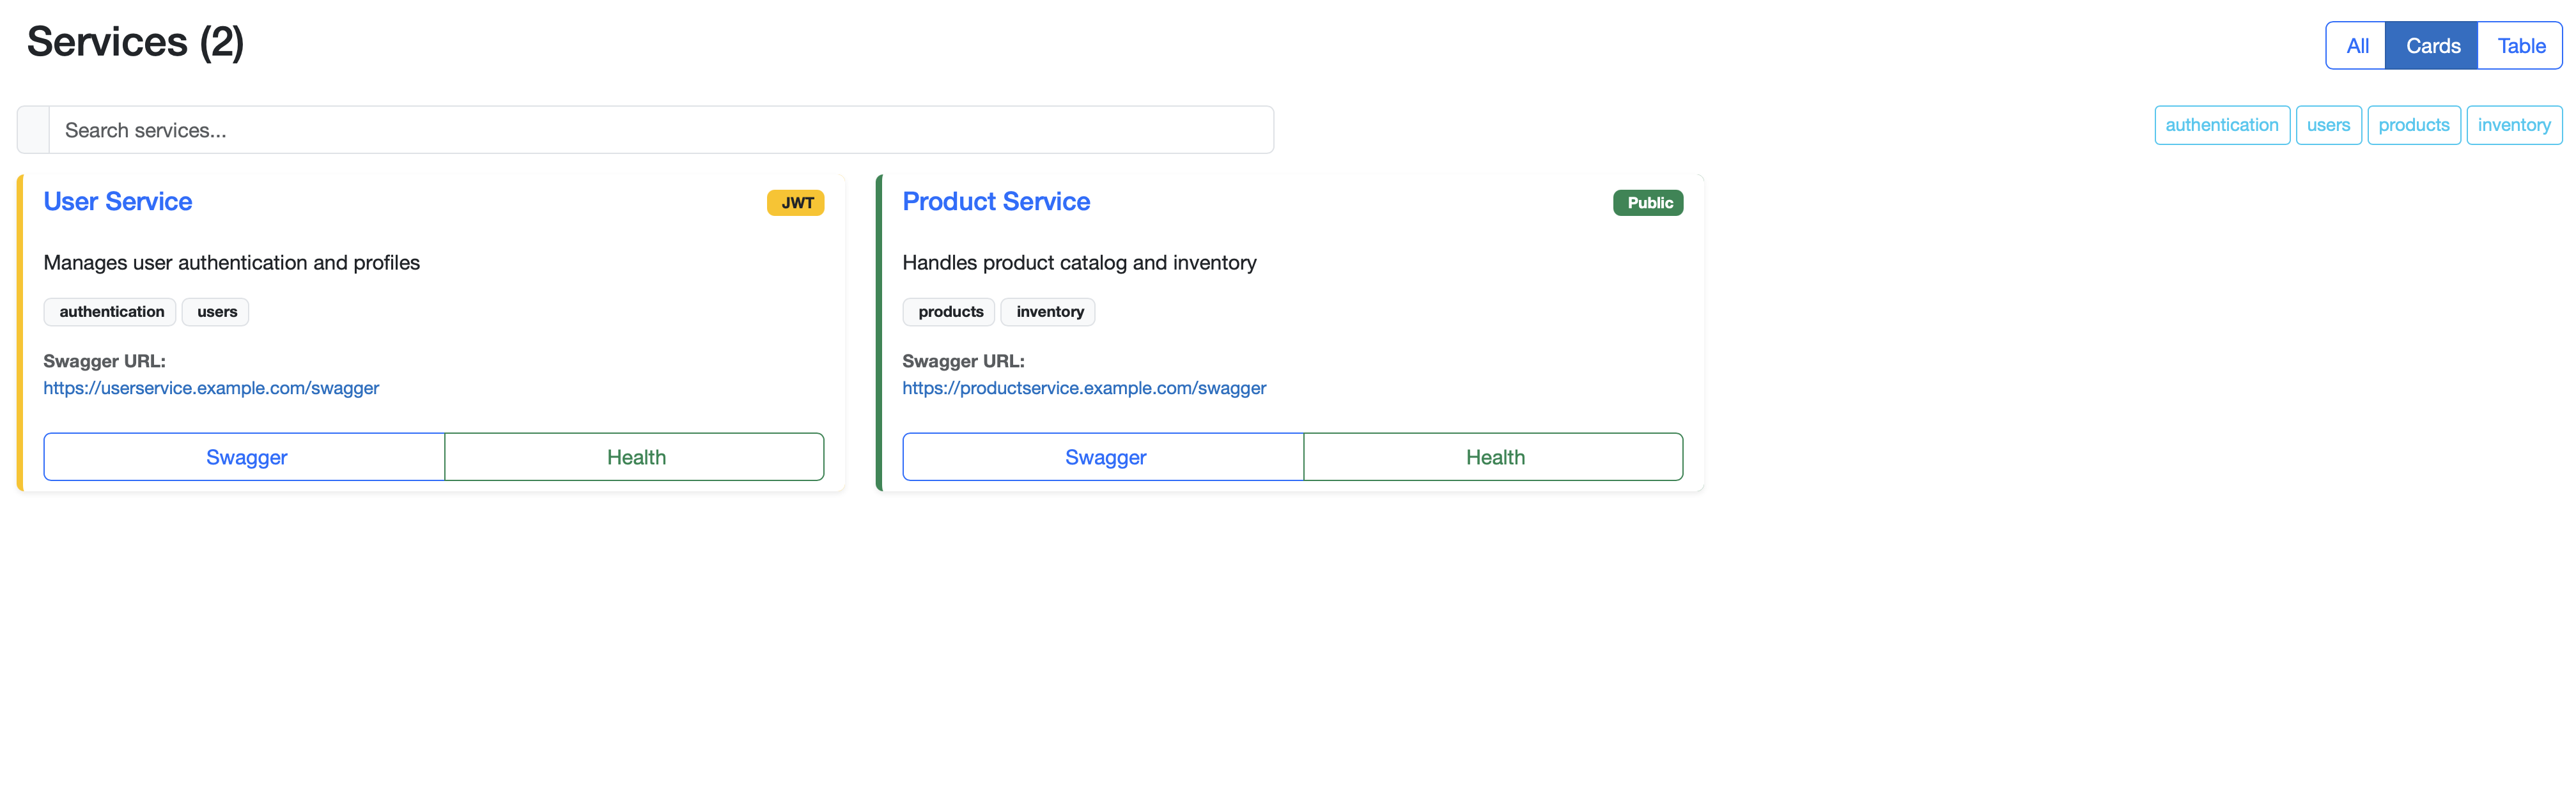 Services (2)
All Cards Table
Search services...
authentication users products inventory
User Service JWT
Manages user authentication and profiles
authentication users
Swagger URL:
https://userservice.example.com/swagger
Swagger Health
Product Service Public
Handles product catalog and inventory
products inventory
Swagger URL:
https://productservice.example.com/swagger
Swagger Health